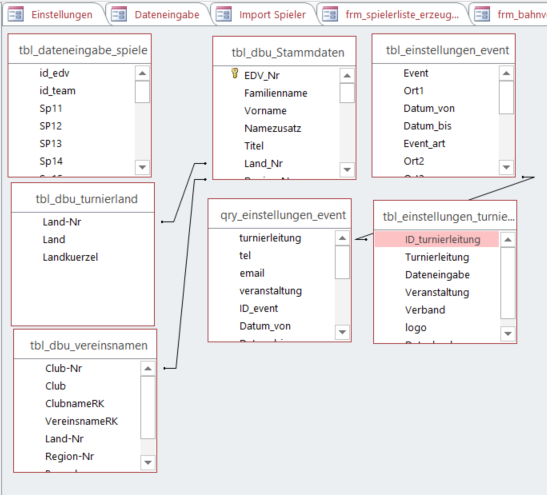 Einstellungen
Dateneingabe
Import Spieler
frm_spielerliste_erzeug...
frm_bahnv
tbl_dateneingabe_spiele
id_edv
id_team
Sp11
SP12
SP13
Sp14
tbl_dbu_Stammdaten
EDV_Nr
Familienname
Vorname
Namezusatz
Titel
Land_Nr
tbl_einstellungen_event
Event
Ort1
Datum_von
Datum_bis
Event_art
Ort2
tbl_dbu_turnierland
Land-Nr
Land
Landkuerzel
qry_einstellungen_event
turnierleitung
tel
email
veranstaltung
ID_event
Datum_von
tbl_einstellungen_turnie...
ID_turnierleitung
Turnierleitung
Dateneingabe
Veranstaltung
Verband
logo
tbl_dbu_vereinsnamen
Club-Nr
Club
ClubnameRK
VereinsnameRK
Land-Nr
Region-Nr